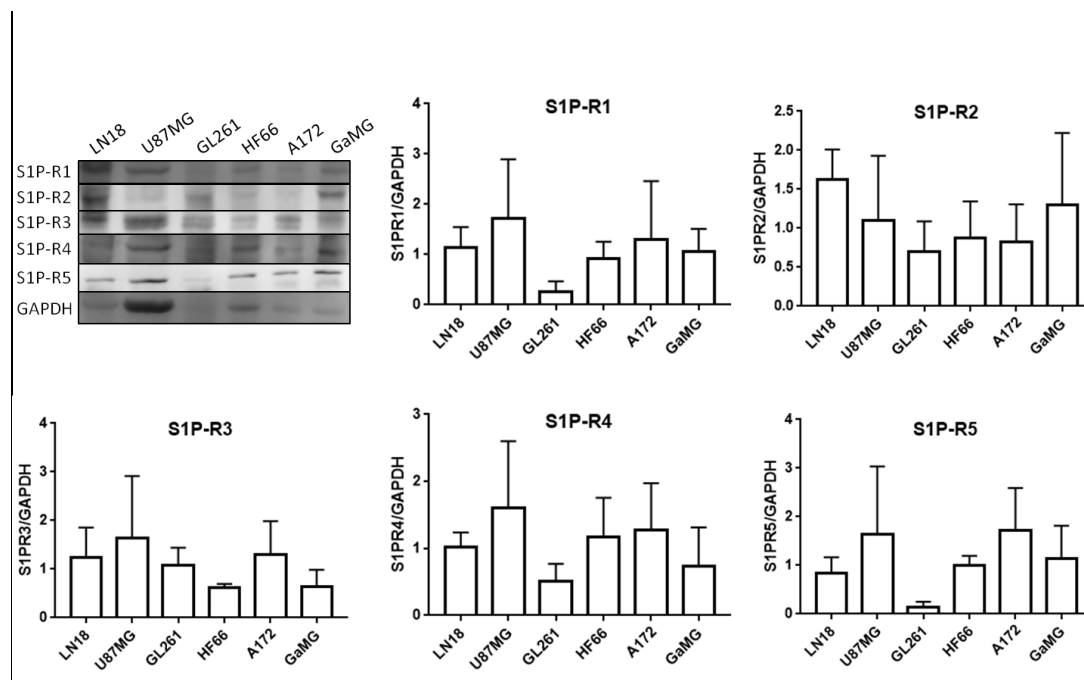 LN18 U87MG GL261 HF66 A172 GaMG
S1P-R1
S1P-R2
S1P-R3
S1P-R4
S1P-R5
GAPDH
S1P-R1
S1PR1/GAPDH
4
3
2
1
0
LN18 U87MG GL261 HF66 A172 GaMG
S1P-R2
S1PR2/GAPDH
2.5
2.0
1.5
1.0
0.5
0.0
LN18 U87MG GL261 HF66 A172 GaMG
S1P-R3
S1PR3/GAPDH
4
3
2
1
0
LN18 U87MG GL261 HF66 A172 GaMG
S1P-R4
S1PR4/GAPDH
3
2
1
0
LN18 U87MG GL261 HF66 A172 GaMG
S1P-R5
S1PR5/GAPDH
4
3
2
1
0
LN18 U87MG GL261 HF66 A172 GaMG